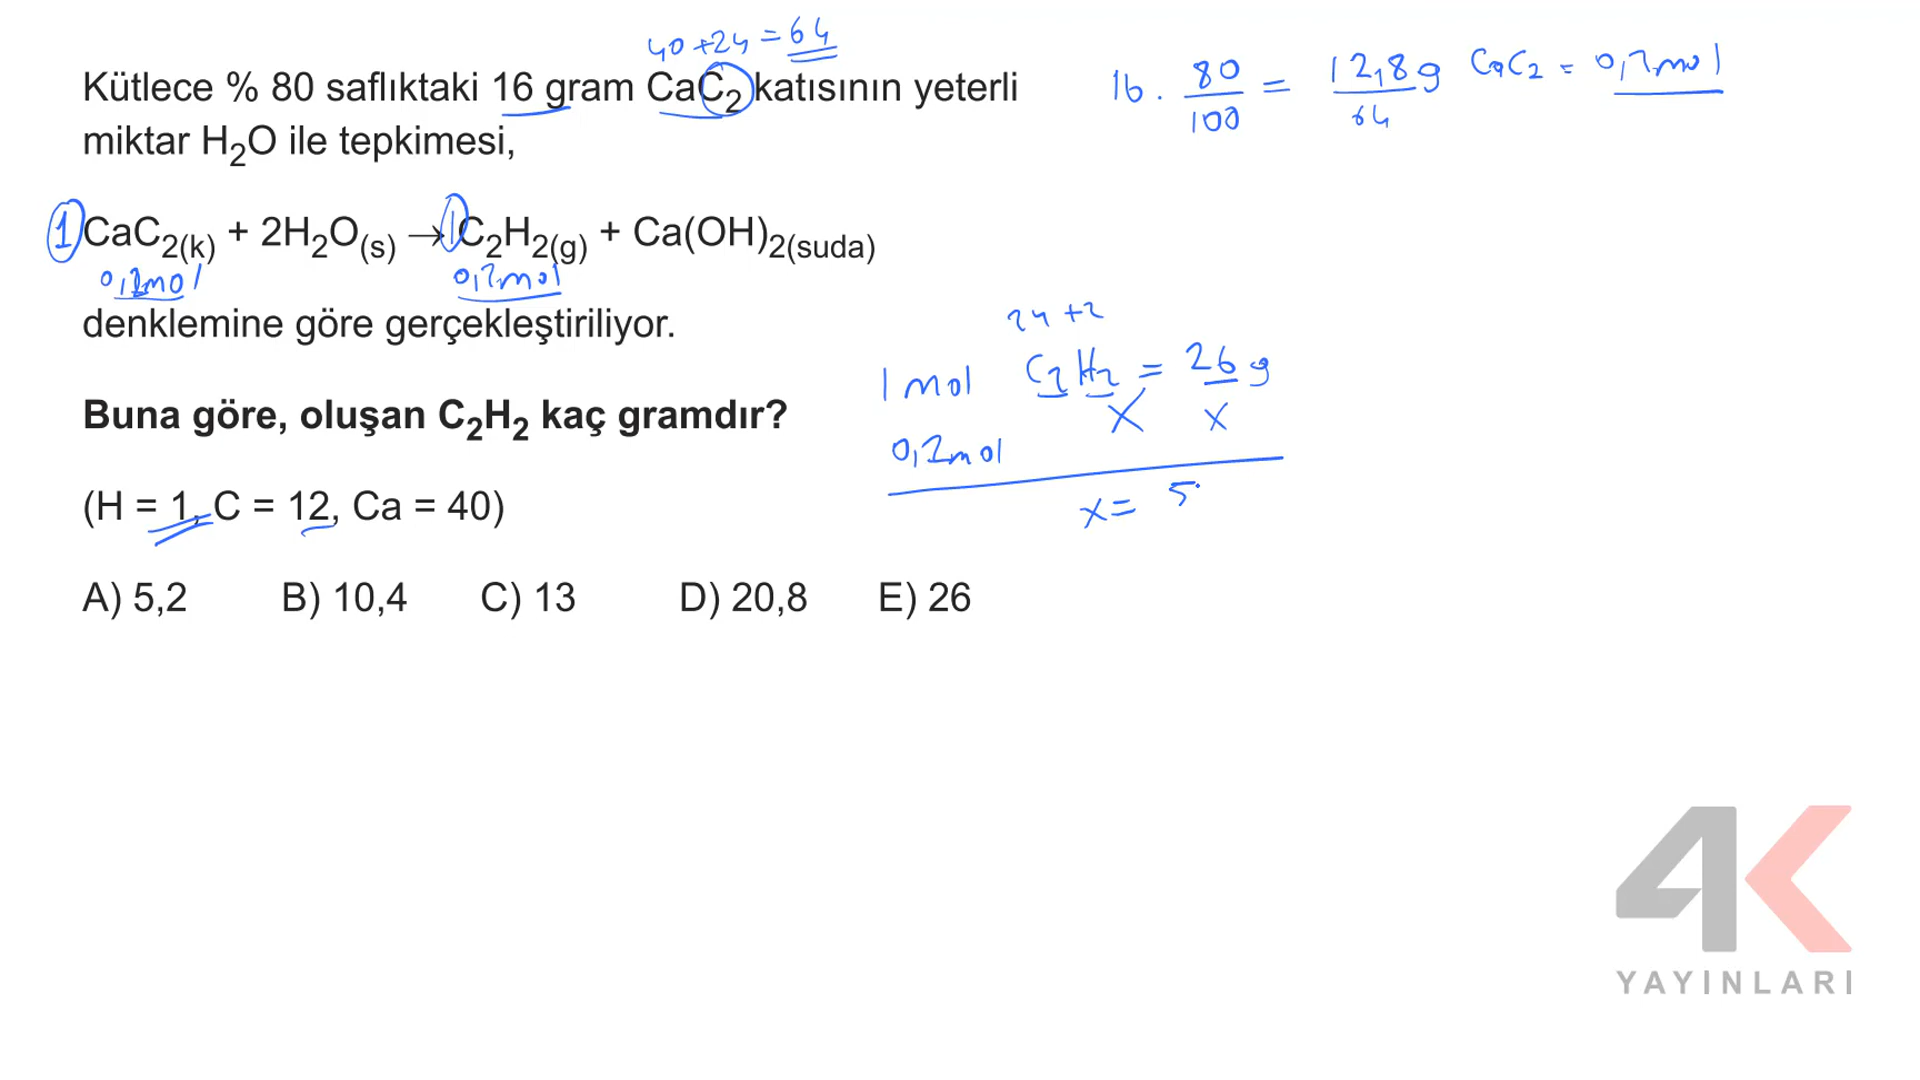 40 + 24 = 64
Kütlece % 80 saflıktaki 16 gram CaC₂ katısının yeterli
16 . 80/100 = 12,8 g/64 CaC₂ = 0,2 mol
miktar H₂O ile tepkimesi,
1 CaC₂(k) + 2H₂O(s) → 1 C₂H₂(g) + Ca(OH)₂(suda)
0,2 mol 0,2 mol
denklemine göre gerçekleştiriliyor.
24 + 2
1 mol C₂H₂ = 26 g
Buna göre, oluşan C₂H₂ kaç gramdır?
0,2 mol X x
x = 5
(H = 1, C = 12, Ca = 40)
A) 5,2 B) 10,4 C) 13 D) 20,8 E) 26
4K
YAYINLARI